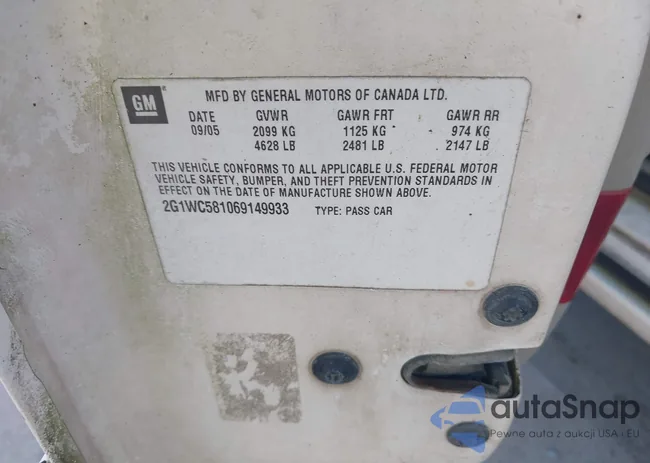 GM
MFD BY GENERAL MOTORS OF CANADA LTD.
DATE GVWR GAWR FRT GAWR RR
09/05 2099 KG 1125 KG 974 KG
4628 LB 2481 LB 2147 LB
THIS VEHICLE CONFORMS TO ALL APPLICABLE U.S. FEDERAL MOTOR
VEHICLE SAFETY, BUMPER, AND THEFT PREVENTION STANDARDS IN
EFFECT ON THE DATE OF MANUFACTURE SHOWN ABOVE.
2G1WC581069149933 TYPE: PASS CAR
autoSnap
Pewne auta z aukcji USA i EU